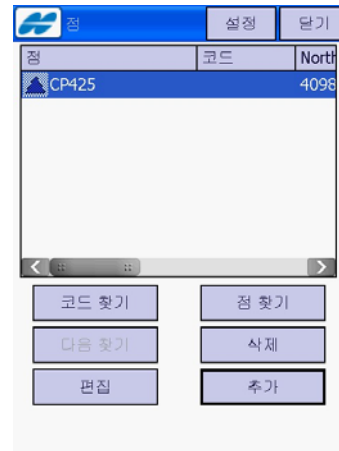 점 설정 닫기
점 코드 North
CP425 4098
코드 찾기 점 찾기
다음 찾기 삭제
편집 추가